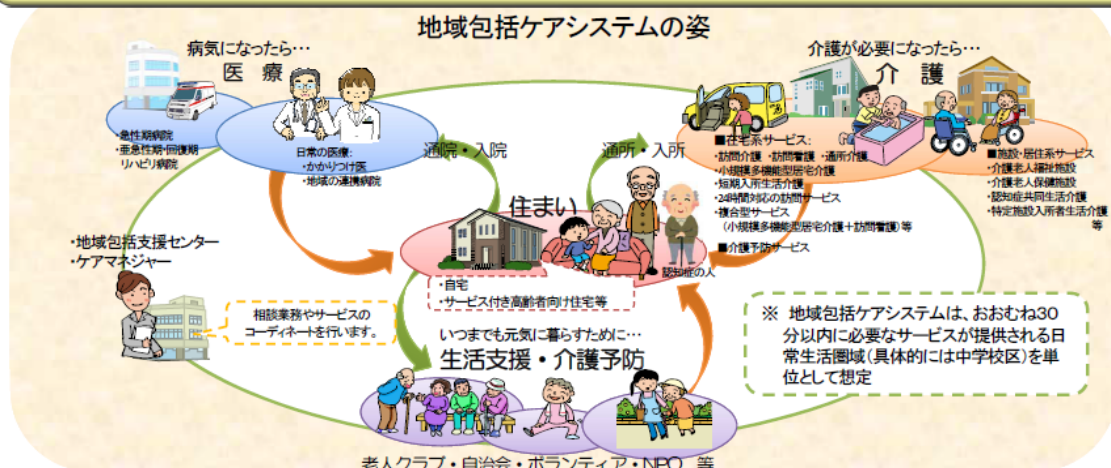 地域包括ケアシステムの姿
病気になったら…
医 療
・急性期病院
・亜急性期・回復期
リハビリ病院
日常の医療:
・かかりつけ医
・地域の連携病院
通院・入院
通所・入所
介護が必要になったら…
介 護
■在宅系サービス:
・訪問介護 ・訪問看護 ・通所介護
・小規模多機能型居宅介護
・短期入所生活介護
・24時間対応の訪問サービス
・複合型サービス
(小規模多機能型居宅介護+訪問看護)等
■介護予防サービス
■施設・居住系サービス
・介護老人福祉施設
・介護老人保健施設
・認知症共同生活介護
・特定施設入所者生活介護
等
住まい
認知症の人
・自宅
・サービス付き高齢者向け住宅等
・地域包括支援センター
・ケアマネジャー
相談業務やサービスの
コーディネートを行います。
いつまでも元気に暮らすために…
生活支援・介護予防
老人クラブ・自治会・ボランティア・NPO 等
※ 地域包括ケアシステムは、おおむね30
分以内に必要なサービスが提供される日
常生活圏域(具体的には中学校区)を単
位として想定